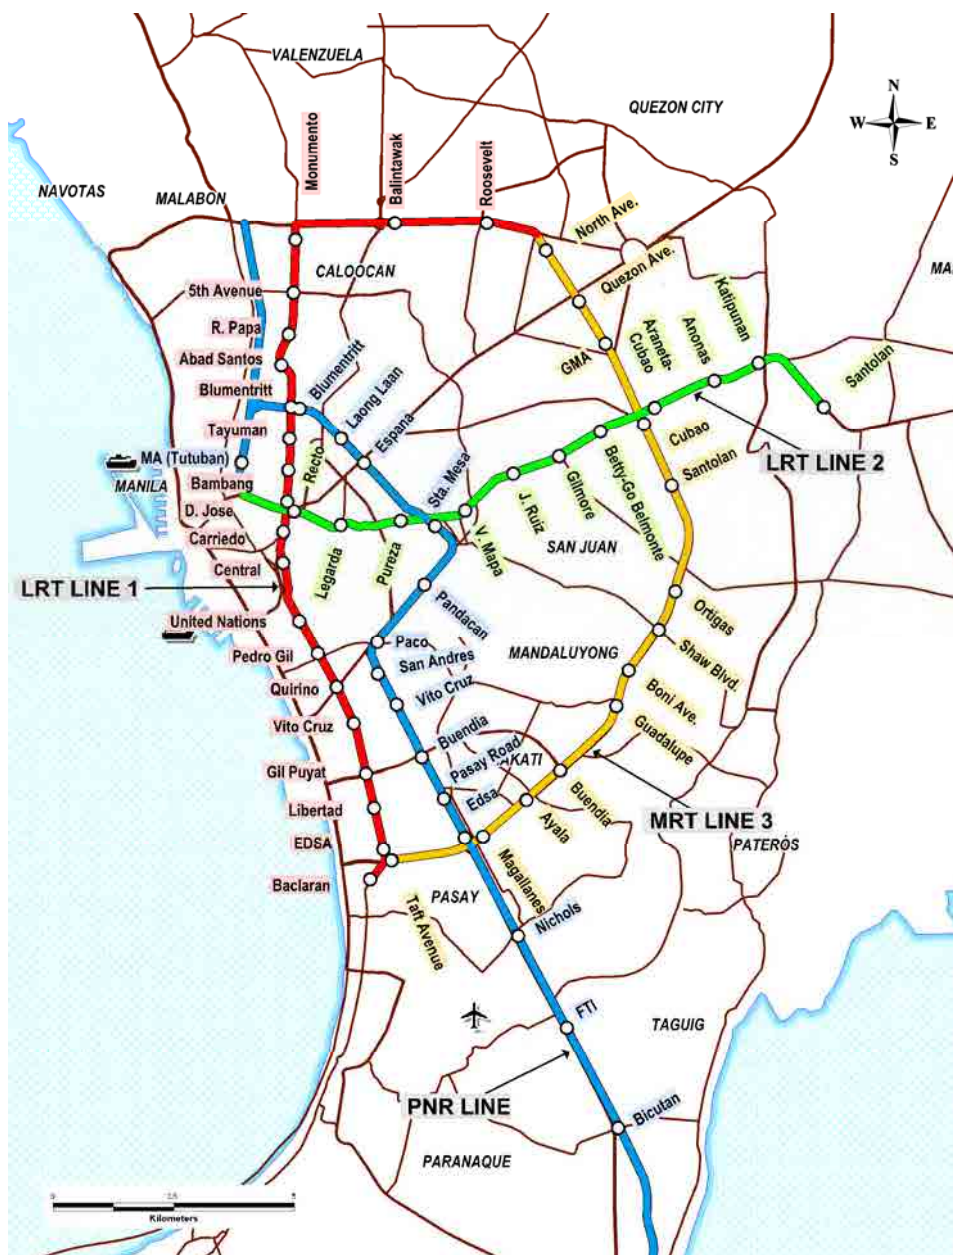 VALENZUELA
QUEZON CITY
N
W E
S
NAVOTAS
MALABON
Monumento
Balintawak
Roosevelt
North Ave.
CALOOCAN
Quezon Ave.
5th Avenue
Katipunan
R. Papa
Anonas
Araneta-
Cubao
GMA
Abad Santos
Blumentritt
Santolan
Blumentritt
Laong Laan
Tayuman
Espana
Cubao
MA (Tutuban)
Recto
LRT LINE 2
Santolan
MANILA
Bambang
Sta. Mesa
Betty-Go Belmonte
Gilmore
J. Ruiz
D. Jose
V. Mapa
Carriedo
SAN JUAN
Legarda
Pureza
Central
LRT LINE 1
Pandacan
Ortigas
United Nations
Paco
Shaw Blvd.
Pedro Gil
San Andres
MANDALUYONG
Quirino
Vito Cruz
Boni Ave.
Vito Cruz
Buendia
Guadalupe
Pasay Road
AKATI
Gil Puyat
Edsa
Buendia
Libertad
Ayala
MRT LINE 3
EDSA
PATEROS
Magallanes
Baclaran
PASAY
Taft Avenue
Nichols
FTI
TAGUIG
PNR LINE
Bicutan
PARANAQUE
0 2.5 5
Kilometers